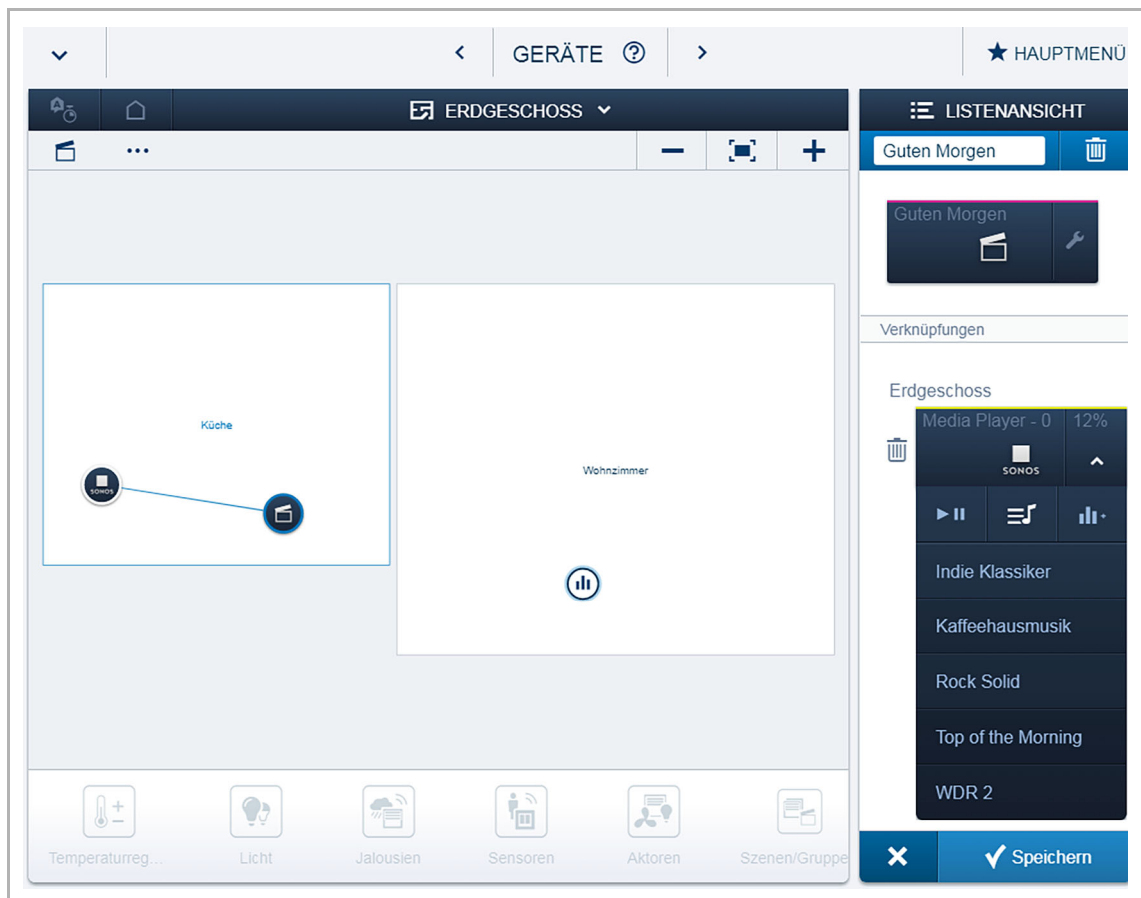 GERÄTE ?
HAUPTMENÜ
ERDGESCHOSS
LISTENANSICHT
Guten Morgen
Guten Morgen
Verknüpfungen
Erdgeschoss
Media Player - 0 12%
SONOS
Indie Klassiker
Kaffeehausmusik
Rock Solid
Top of the Morning
WDR 2
Speichern
Küche
SONOS
Wohnzimmer
Temperaturreg...
Licht
Jalousien
Sensoren
Aktoren
Szenen/Gruppe